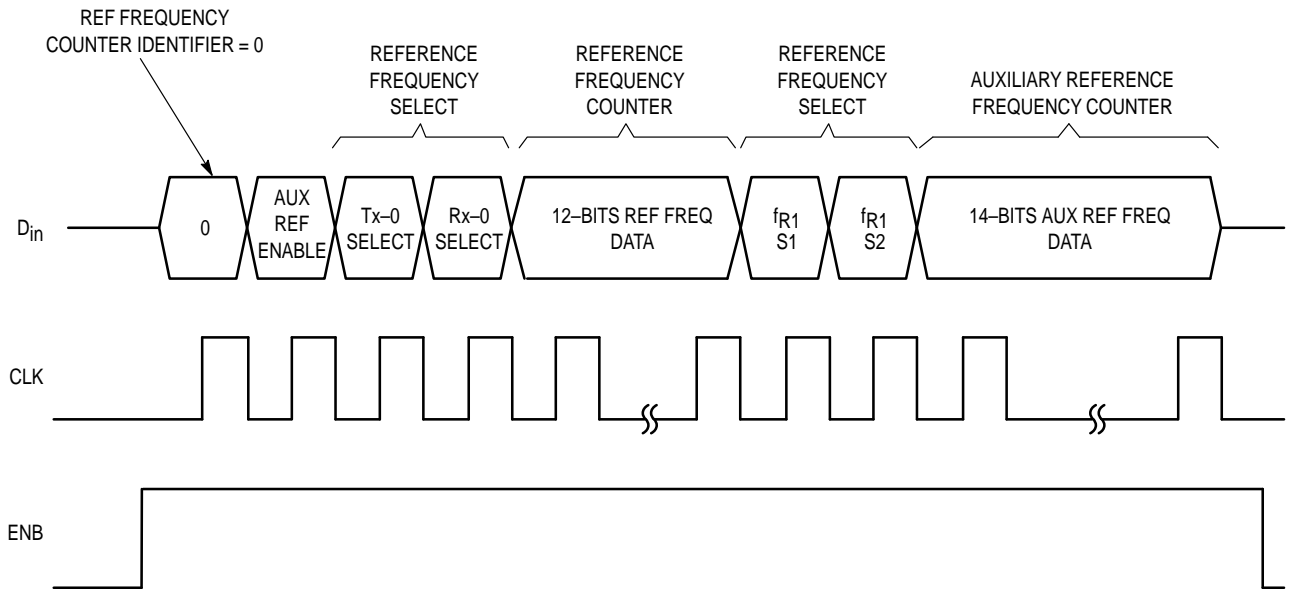 REF FREQUENCY
COUNTER IDENTIFIER = 0
REFERENCE
FREQUENCY
SELECT
REFERENCE
FREQUENCY
COUNTER
REFERENCE
FREQUENCY
SELECT
AUXILIARY REFERENCE
FREQUENCY COUNTER
Din
0
AUX
REF
ENABLE
Tx–0
SELECT
Rx–0
SELECT
12–BITS REF FREQ
DATA
fR1
S1
fR1
S2
14–BITS AUX REF FREQ
DATA
CLK
ENB